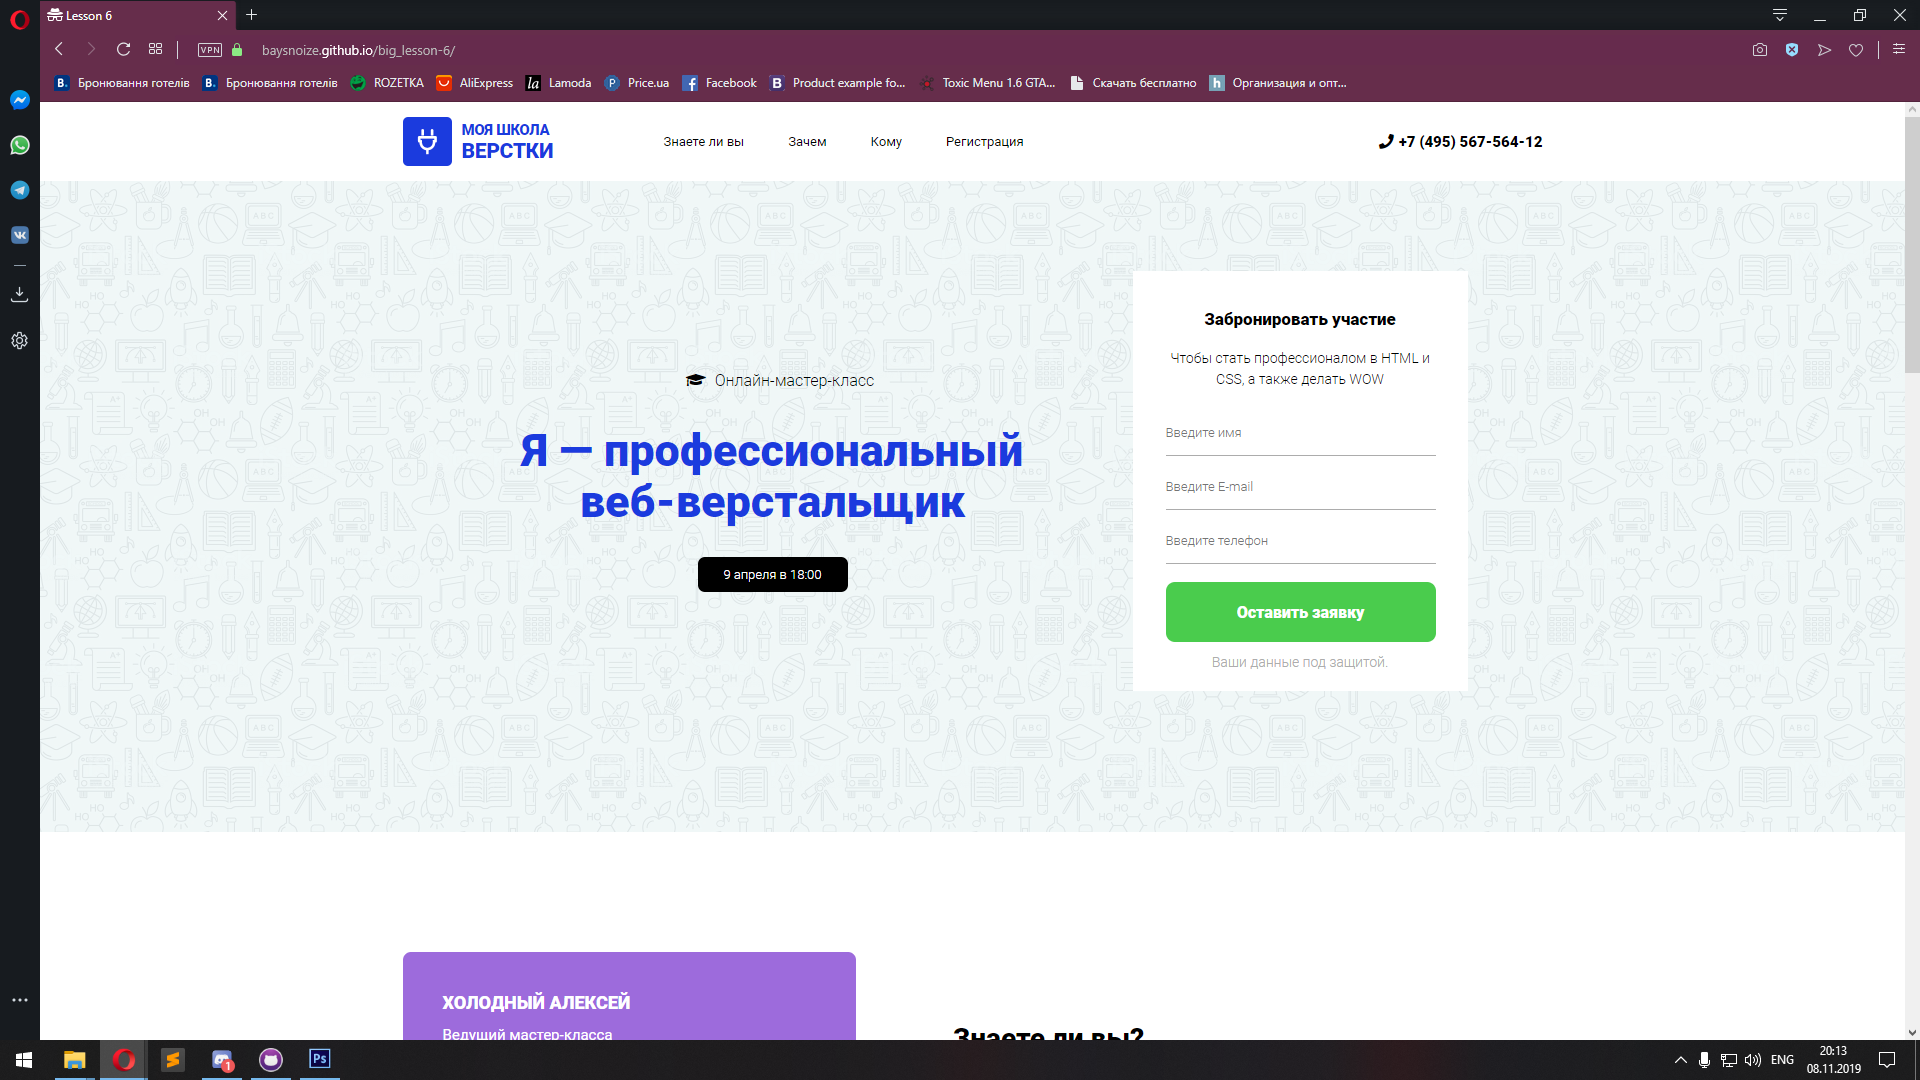 Lesson 6
VPN
baysnoize.github.io/big_lesson-6/
Бронювання готелів
Бронювання готелів
ROZETKA
AliExpress
Lamoda
Price.ua
Facebook
Product example fo...
Toxic Menu 1.6 GTA...
Скачать бесплатно
Организация и опт...
МОЯ ШКОЛА
ВЕРСТКИ
Знаете ли вы
Зачем
Кому
Регистрация
+7 (495) 567-564-12
Онлайн-мастер-класс
Я — профессиональный
веб-верстальщик
9 апреля в 18:00
Забронировать участие
Чтобы стать профессионалом в HTML и
CSS, а также делать WOW
Введите имя
Введите E-mail
Введите телефон
Оставить заявку
Ваши данные под защитой.
ХОЛОДНЫЙ АЛЕКСЕЙ
Ведущий мастер-класса
Знаете ли вы?
Ps
1
ENG
20:13
08.11.2019